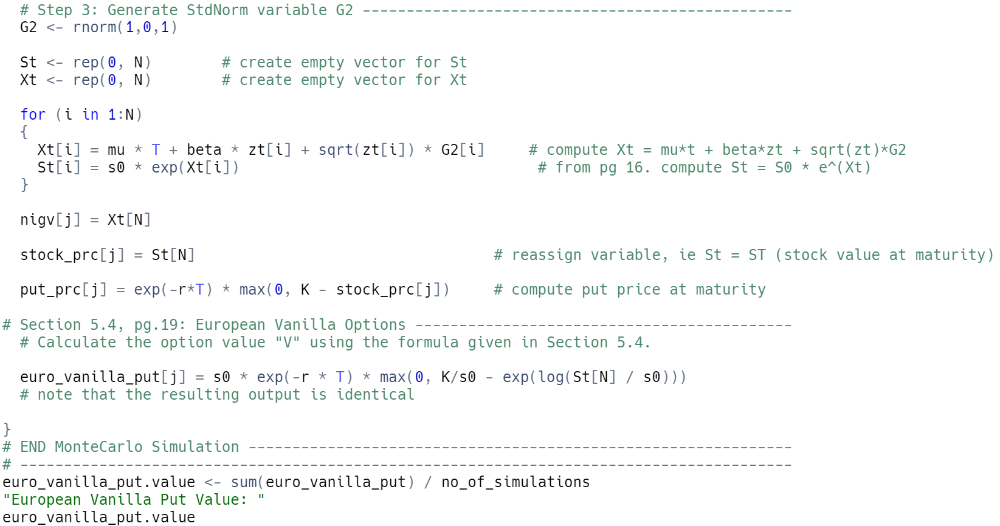 # Step 3: Generate StdNorm variable G2 -------------------------------------------------
G2 <- rnorm(1,0,1)
St <- rep(0, N)        # create empty vector for St
Xt <- rep(0, N)        # create empty vector for Xt
for (i in 1:N)
{
Xt[i] = mu * T + beta * zt[i] + sqrt(zt[i]) * G2[i]     # compute Xt = mu*t + beta*zt + sqrt(zt)*G2
St[i] = s0 * exp(Xt[i])                                  # from pg 16. compute St = S0 * e^(Xt)
}
nigv[j] = Xt[N]
stock_prc[j] = St[N]                                  # reassign variable, ie St = ST (stock value at maturity)
put_prc[j] = exp(-r*T) * max(0, K - stock_prc[j])     # compute put price at maturity
# Section 5.4, pg.19: European Vanilla Options -------------------------------------------
# Calculate the option value "V" using the formula given in Section 5.4.
euro_vanilla_put[j] = s0 * exp(-r * T) * max(0, K/s0 - exp(log(St[N] / s0)))
# note that the resulting output is identical
}
# END MonteCarlo Simulation --------------------------------------------------------------
# ----------------------------------------------------------------------------------------
euro_vanilla_put.value <- sum(euro_vanilla_put) / no_of_simulations
"European Vanilla Put Value: "
euro_vanilla_put.value